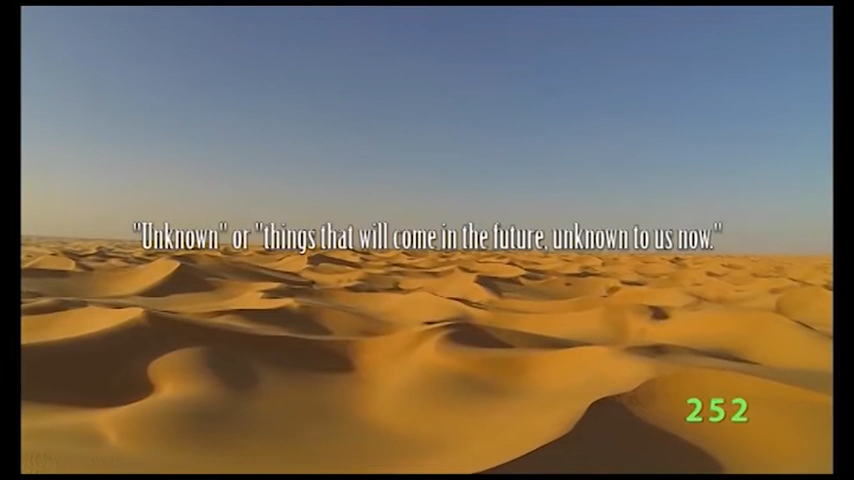 "Unknown" or "things that will come in the future, unknown to us now."
252